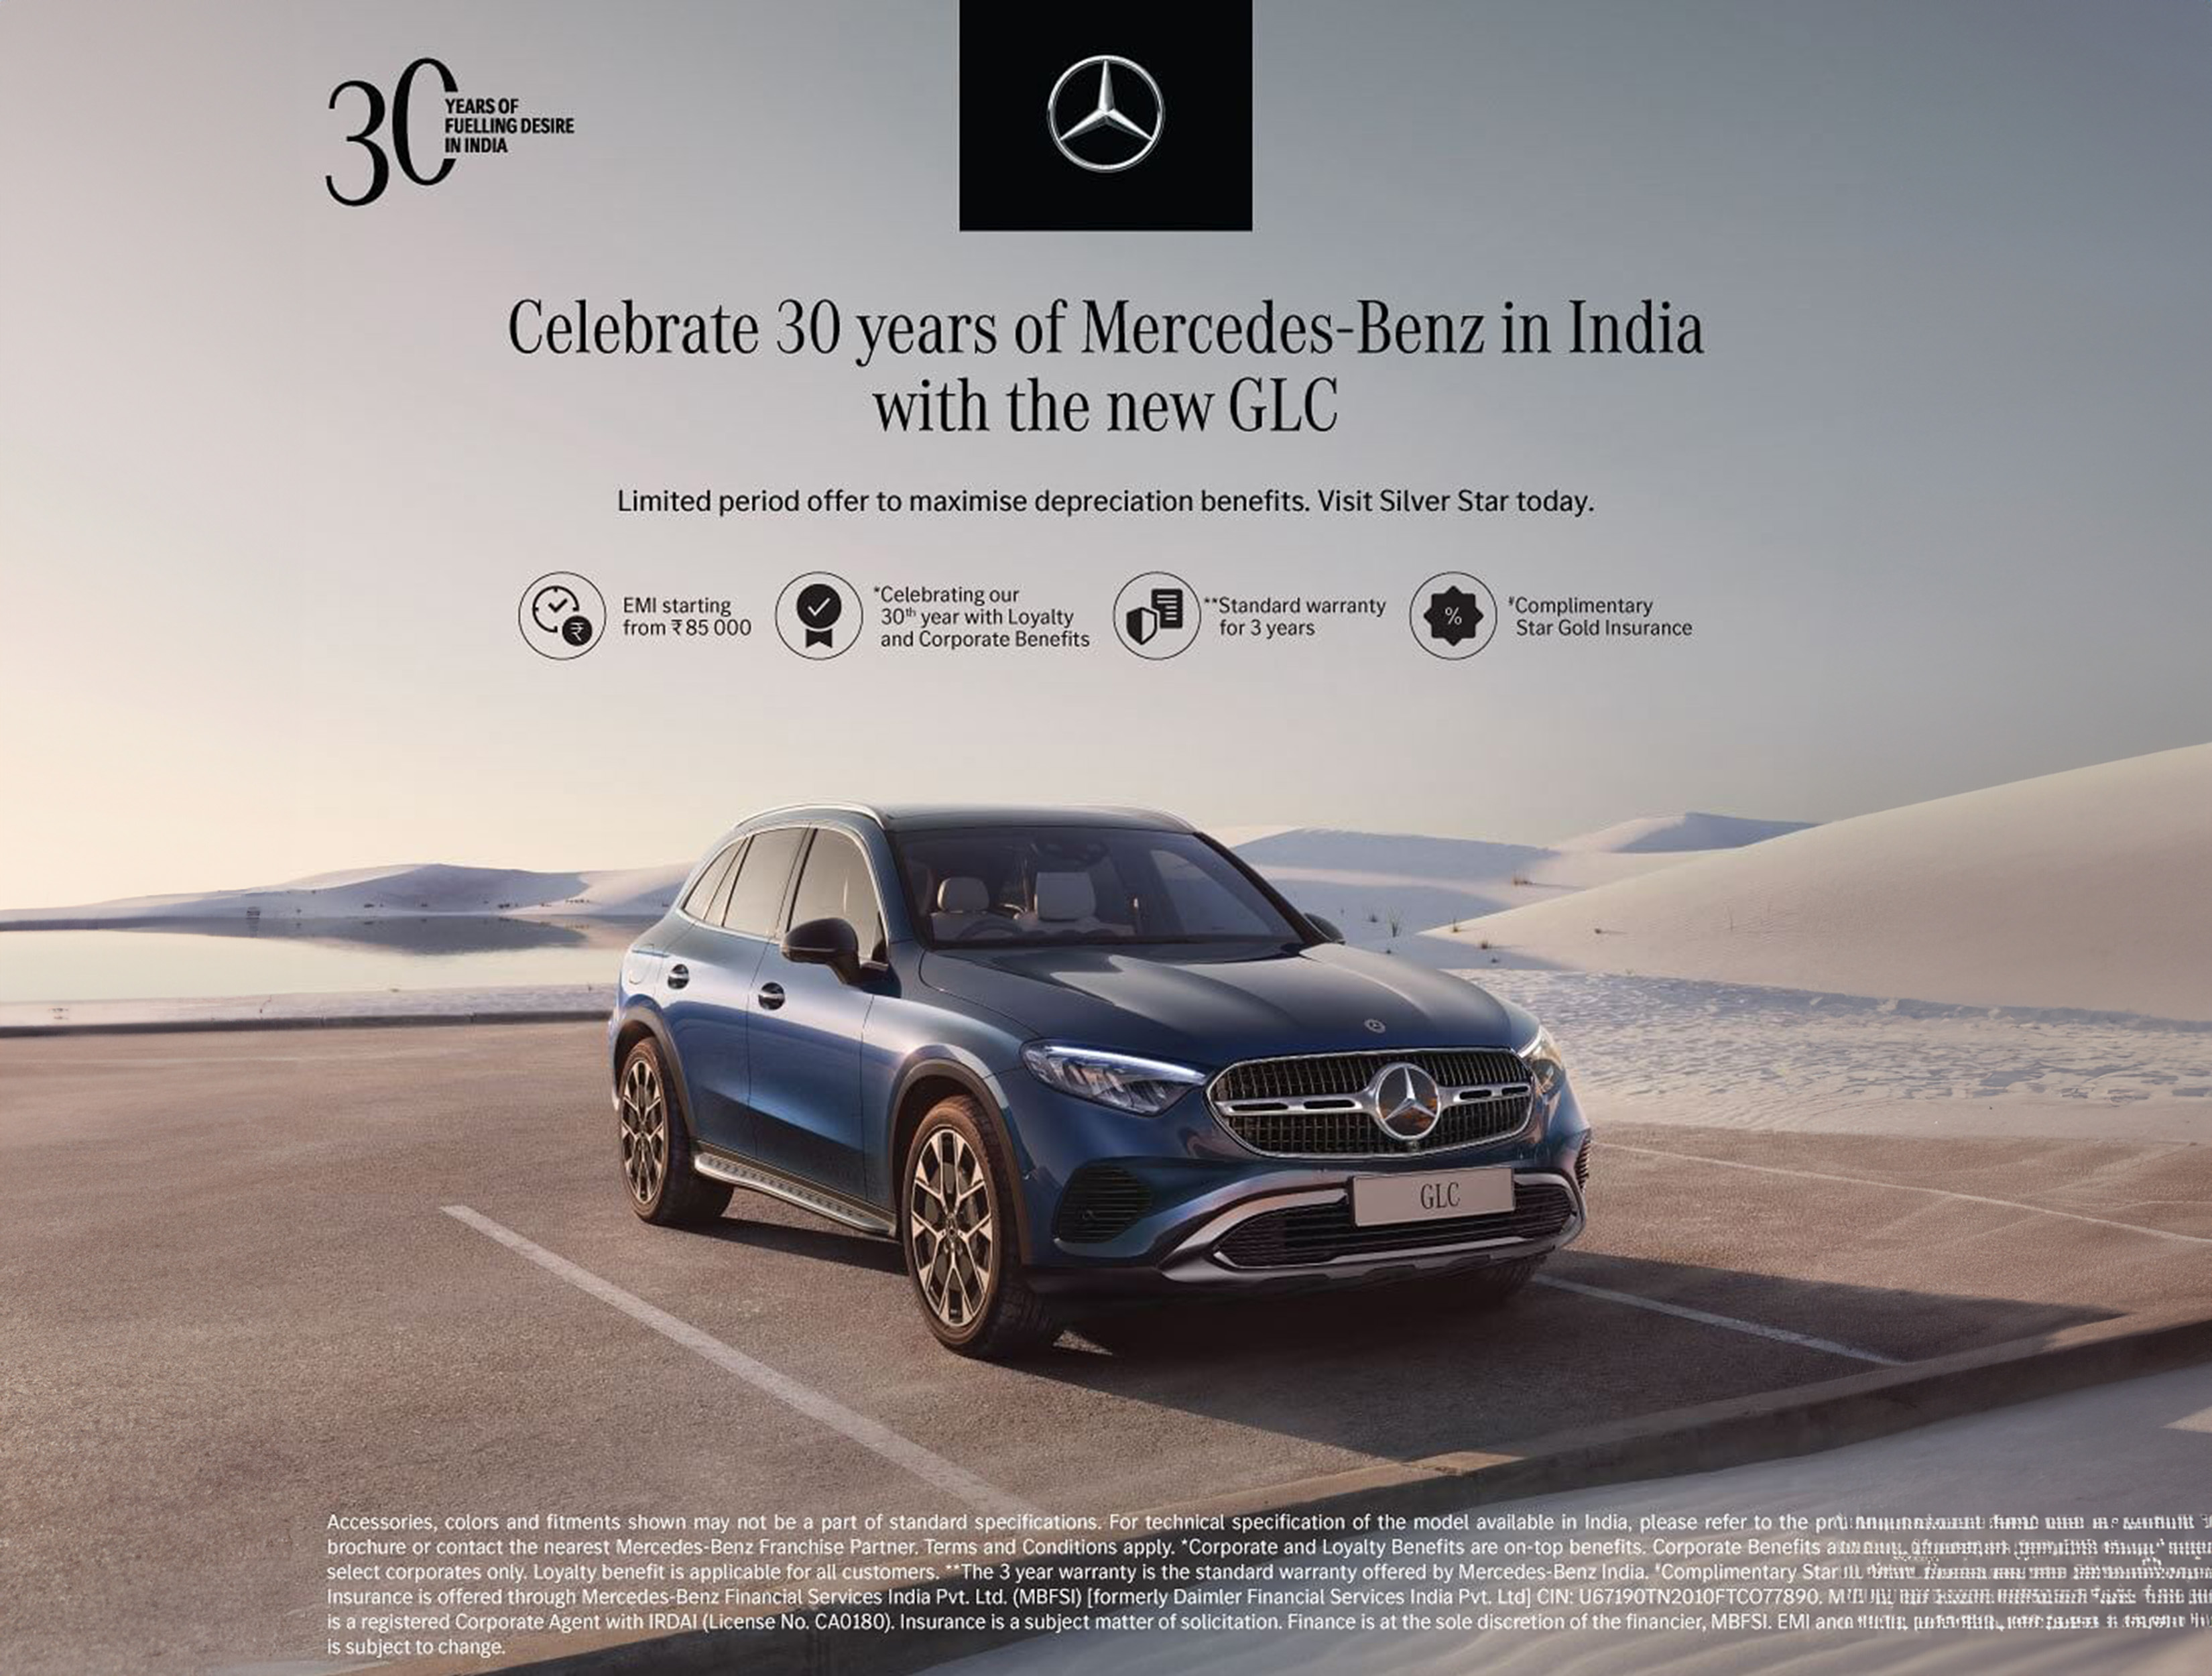 30 YEARS OF
FUELLING DESIRE
IN INDIA
Celebrate 30 years of Mercedes-Benz in India
with the new GLC
Limited period offer to maximise depreciation benefits. Visit Silver Star today.
EMI starting
from ₹85 000
*Celebrating our
30th year with Loyalty
and Corporate Benefits
**Standard warranty
for 3 years
%
#Complimentary
Star Gold Insurance
GLC
Accessories, colors and fitments shown may not be a part of standard specifications. For technical specification of the model available in India, please refer to the
brochure or contact the nearest Mercedes-Benz Franchise Partner. Terms and Conditions apply. *Corporate and Loyalty Benefits are on-top benefits. Corporate Benefits
select corporates only. Loyalty benefit is applicable for all customers. **The 3 year warranty is the standard warranty offered by Mercedes-Benz India. #Complimentary Star
Insurance is offered through Mercedes-Benz Financial Services India Pvt. Ltd. (MBFSI) [formerly Daimler Financial Services India Pvt. Ltd] CIN: U67190TN2010FTCO77890.
is a registered Corporate Agent with IRDAI (License No. CA0180). Insurance is a subject matter of solicitation. Finance is at the sole discretion of the financier, MBFSI. EMI
is subject to change.